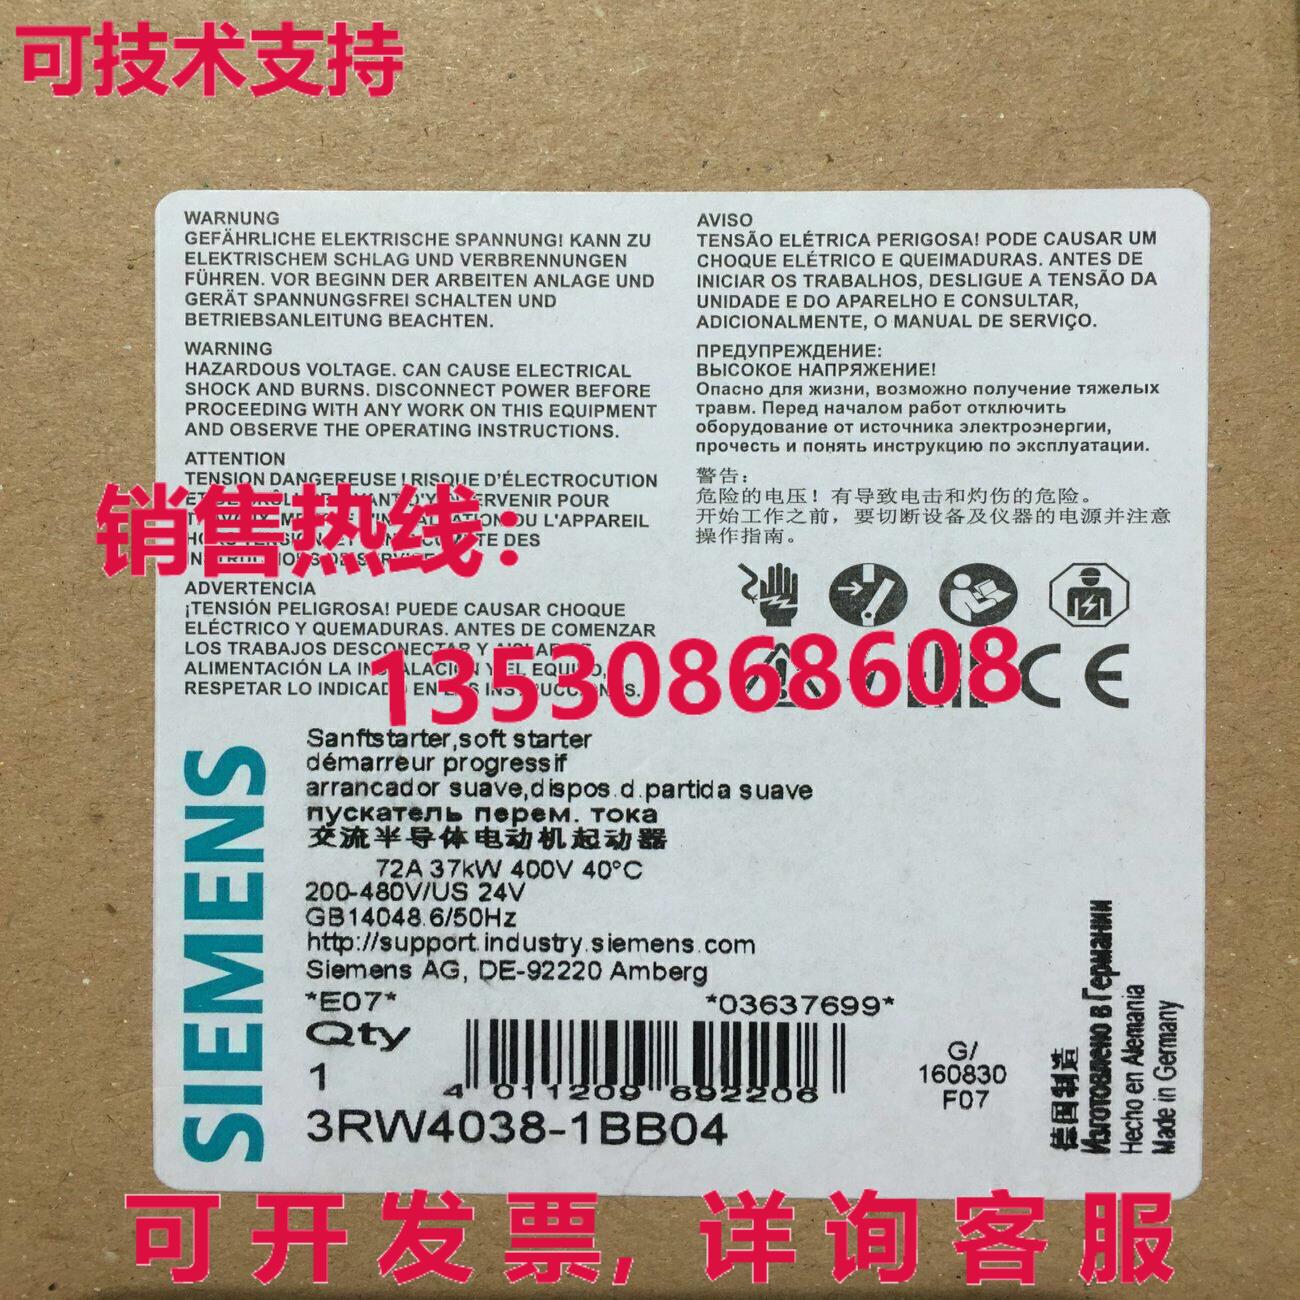 可技术支持
WARNUNG
GEFÄHRLICHE ELEKTRISCHE SPANNUNG! KANN ZU
ELEKTRISCHEM SCHLAG UND VERBRENNUNGEN
FÜHREN. VOR BEGINN DER ARBEITEN ANLAGE UND
GERÄT SPANNUNGSFREI SCHALTEN UND
BETRIEBSANLEITUNG BEACHTEN.
WARNING
HAZARDOUS VOLTAGE. CAN CAUSE ELECTRICAL
SHOCK AND BURNS. DISCONNECT POWER BEFORE
PROCEEDING WITH ANY WORK ON THIS EQUIPMENT
AND OBSERVE THE OPERATING INSTRUCTIONS.
ATTENTION
TENSION DANGEREUSE ! RISQUE D'ÉLECTROCUTION
POUR
OU L'APPAREIL
DES
销售热线：
ADVERTENCIA
¡TENSIÓN PELIGROSA! PUEDE CAUSAR CHOQUE
ELÉCTRICO Y QUEMADURAS. ANTES DE COMENZAR
LOS TRABAJOS
ALIMENTACIÓN LA
RESPETAR LO
AVISO
TENSÃO ELÉTRICA PERIGOSA! PODE CAUSAR UM
CHOQUE ELÉTRICO E QUEIMADURAS. ANTES DE
INICIAR OS TRABALHOS, DESLIGUE A TENSÃO DA
UNIDADE E DO APARELHO E CONSULTAR,
ADICIONALMENTE, O MANUAL DE SERVIÇO.
ПРЕДУПРЕЖДЕНИЕ:
ВЫСОКОЕ НАПРЯЖЕНИЕ!
Опасно для жизни, возможно получение тяжелых
травм. Перед началом работ отключить
оборудование от источника электроэнергии,
прочесть и понять инструкцию по эксплуатации.
警告：
危险的电压！有导致电击和灼伤的危险。
开始工作之前，要切断设备及仪器的电源并注意
操作指南。
13530868608
CE
SIEMENS
Sanftstarter,soft starter
démarreur progressif
arrancador suave,dispos.d.partida suave
пускатель перем. тока
交流半导体电动机起动器
72A 37kW 400V 40°C
200-480V/US 24V
GB14048.6/50Hz
http://support.industry.siemens.com
Siemens AG, DE-92220 Amberg
*E07* *03637699*
Qty
1
4 011209 692206
3RW4038-1BB04
G/
160830
F07
德国制造
Изготовлено в Германии
Hecho en Alemania
Made in Germany
可开发票,详询客服